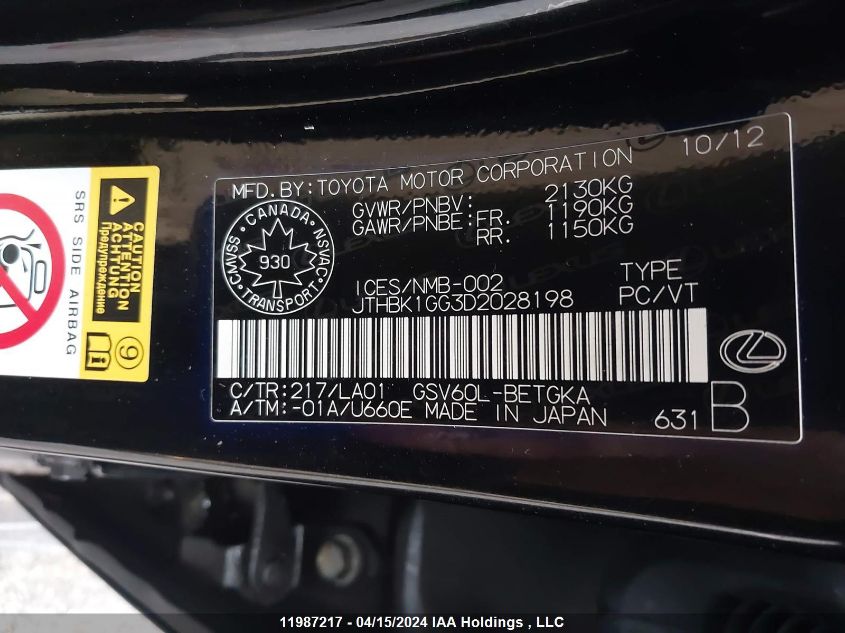 10/12
MFD.BY:TOYOTA MOTOR CORPORATION
GVWR/PNBV: 2130KG
GAWR/PNBE:FR. 1190KG
RR. 1150KG
CANADA
CMVSS · NSVAC
930
TRANSPORT
ICES/NMB-002
TYPE
JTHBK1GG3D2028198
PC/VT
C/TR:217/LA01 GSV60L-BETGKA
A/TM:-01A/U660E MADE IN JAPAN
631 B
SRS SIDE AIRBAG
CAUTION
ATTENTION
ACHTUNG
Предупреждение
9
11987217 - 04/15/2024 IAA Holdings , LLC